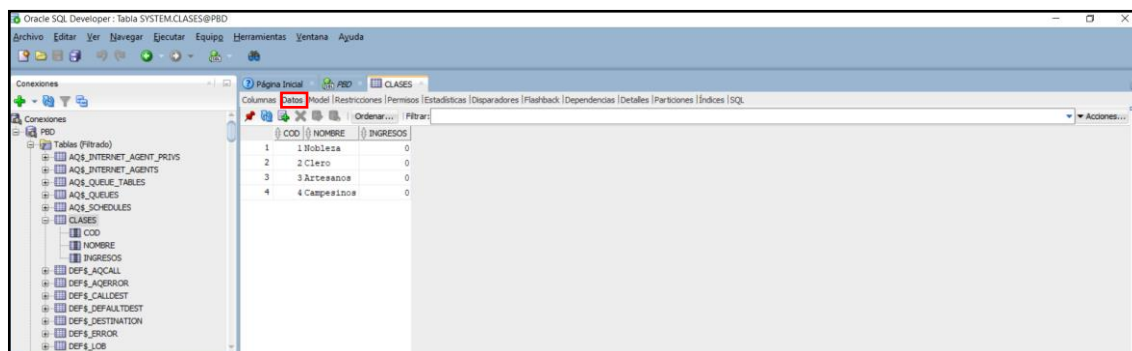 Oracle SQL Developer : Tabla SYSTEM.CLASES@PBD
Archivo Editar Ver Navegar Ejecutar Equipo Herramientas Ventana Ayuda
Conexiones
Conexiones
PBD
Tablas (Filtrado)
AQ$_INTERNET_AGENT_PRIVS
AQ$_INTERNET_AGENTS
AQ$_QUEUE_TABLES
AQ$_QUEUES
AQ$_SCHEDULES
CLASES
COD
NOMBRE
INGRESOS
DEF$_AQCALL
DEF$_AQERROR
DEF$_CALLDEST
DEF$_DEFAULTDEST
DEF$_DESTINATION
DEF$_ERROR
DEF$_LOB
Página Inicial PBD CLASES
Columnas Datos Model |Restricciones |Permisos |Estadísticas |Disparadores |Flashback |Dependencias |Detalles |Particiones |Índices |SQL
Ordenar... Filtrar: Acciones...
COD NOMBRE INGRESOS
1 1 Nobleza 0
2 2 Clero 0
3 3 Artesanos 0
4 4 Campesinos 0